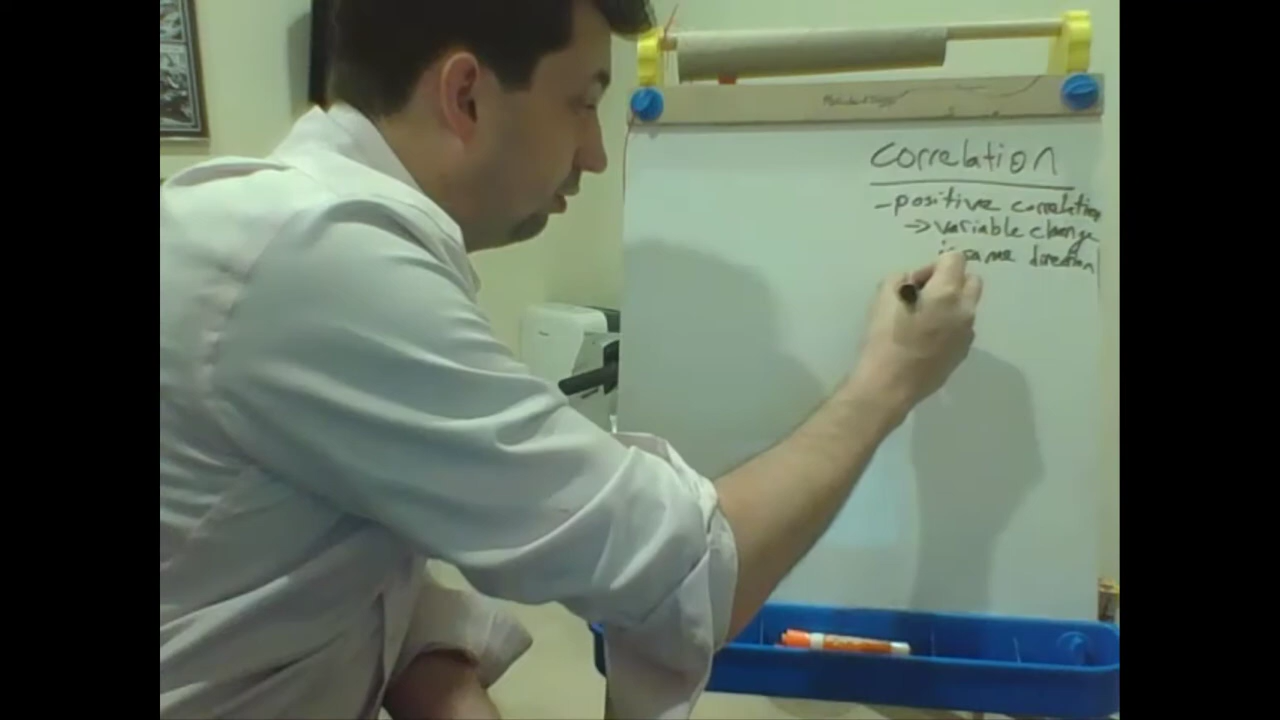 Correlation
- positive correlation
-> variable change
in same direction